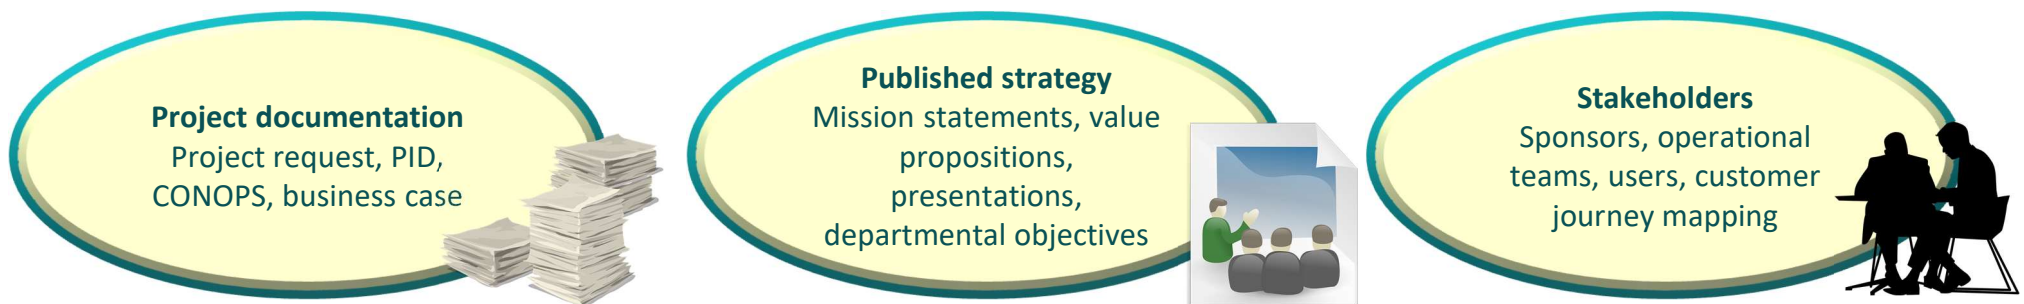 Project documentation
Project request, PID,
CONOPS, business case
Published strategy
Mission statements, value
propositions,
presentations,
departmental objectives
Stakeholders
Sponsors, operational
teams, users, customer
journey mapping